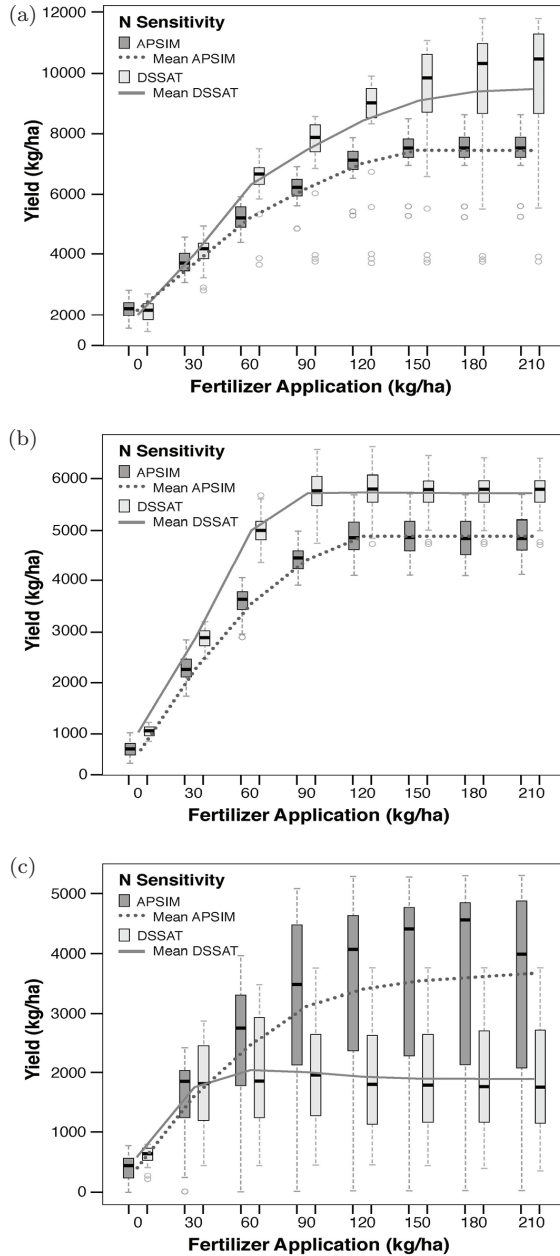 (a)
N Sensitivity
APSIM
Mean APSIM
DSSAT
Mean DSSAT
Yield (kg/ha)
12000
10000
8000
6000
4000
2000
0
0 30 60 90 120 150 180 210
Fertilizer Application (kg/ha)
(b)
N Sensitivity
APSIM
Mean APSIM
DSSAT
Mean DSSAT
Yield (kg/ha)
6000
5000
4000
3000
2000
1000
0
0 30 60 90 120 150 180 210
Fertilizer Application (kg/ha)
(c)
N Sensitivity
APSIM
Mean APSIM
DSSAT
Mean DSSAT
Yield (kg/ha)
5000
4000
3000
2000
1000
0
0 30 60 90 120 150 180 210
Fertilizer Application (kg/ha)